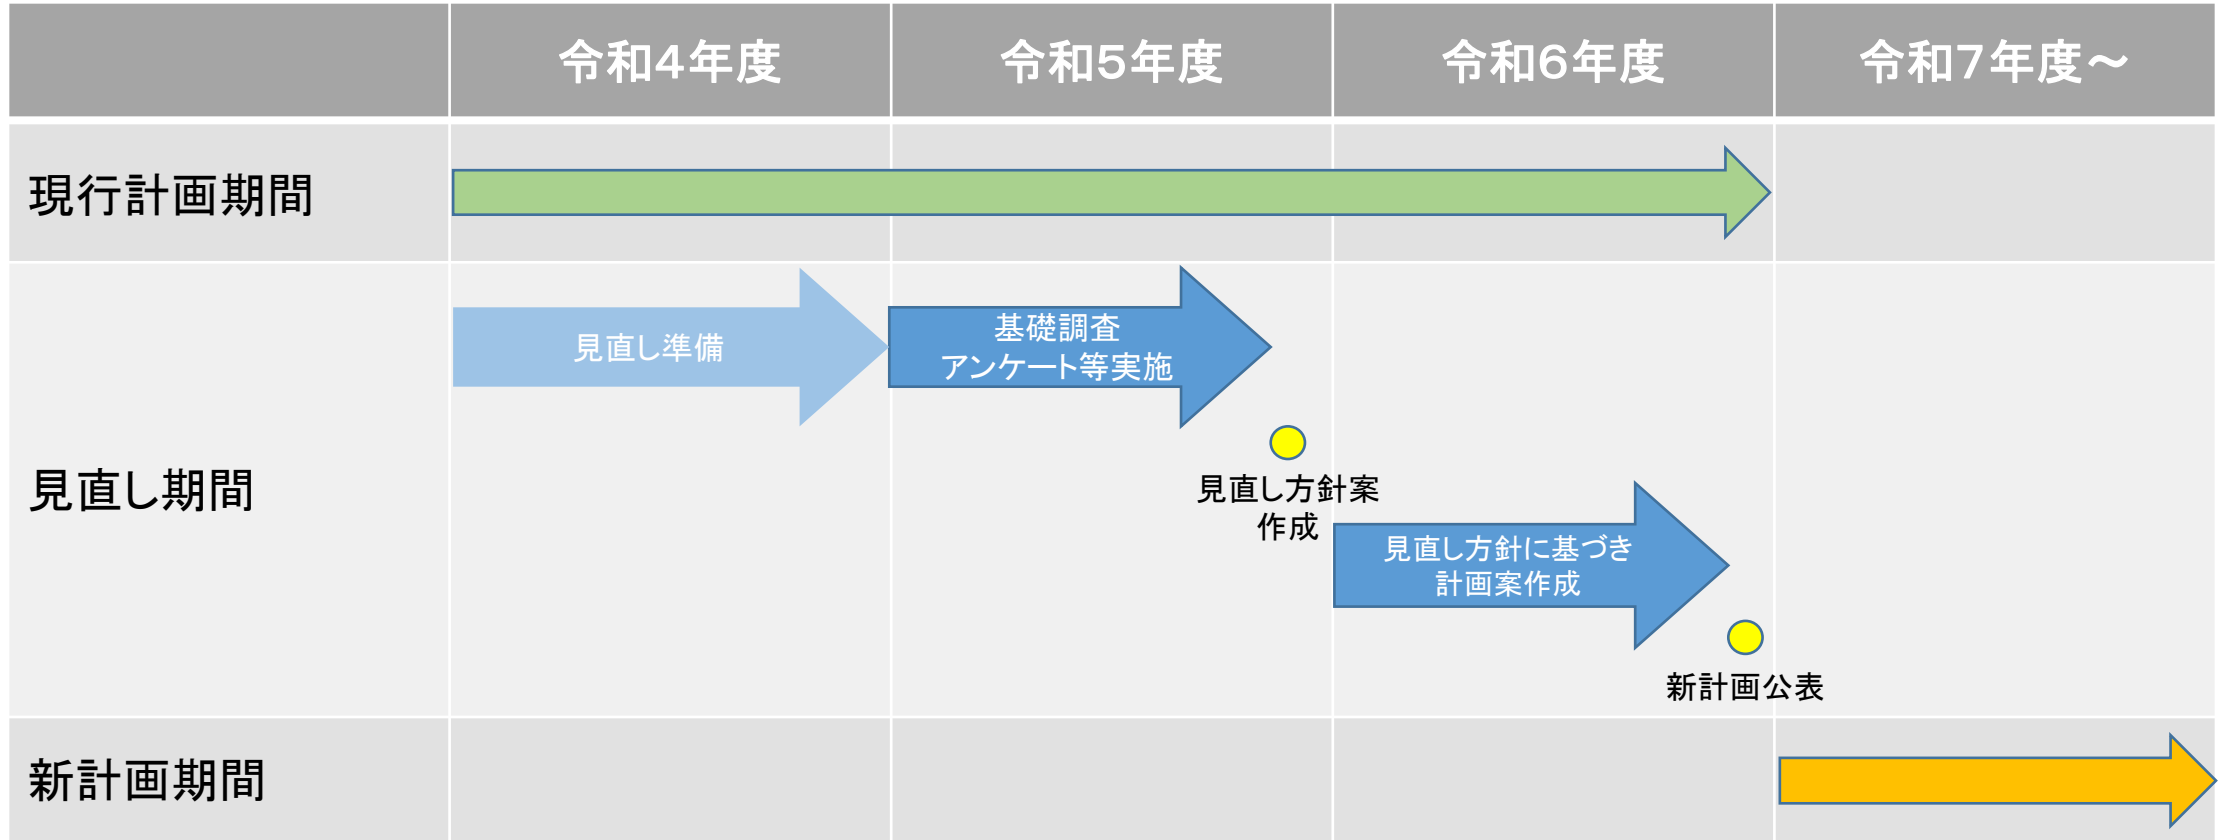 令和4年度
令和5年度
令和6年度
令和7年度～
現行計画期間
見直し期間
見直し準備
基礎調査
アンケート等実施
見直し方針案
作成
見直し方針に基づき
計画案作成
新計画公表
新計画期間